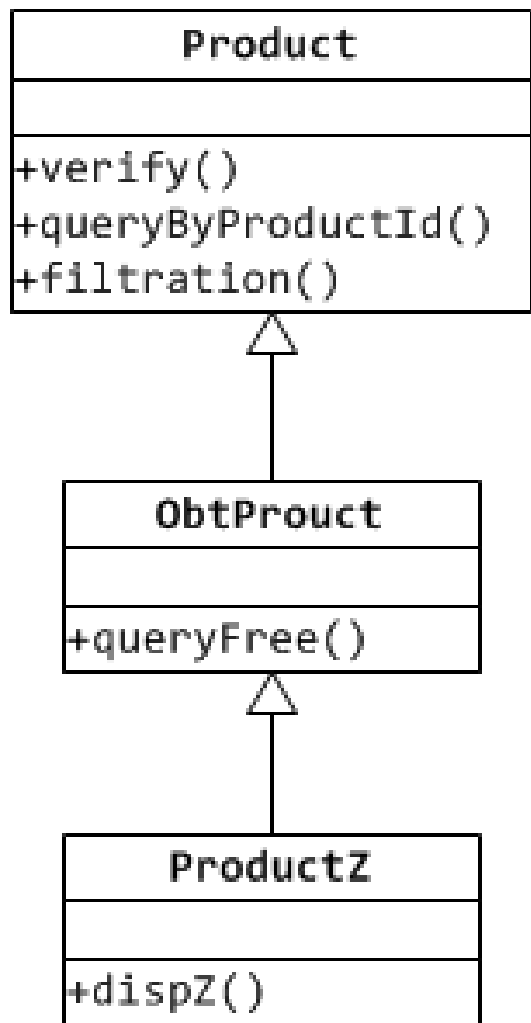 Product
+verify()
+queryByProductId()
+filtration()
ObtProuct
+queryFree()
ProductZ
+dispZ()